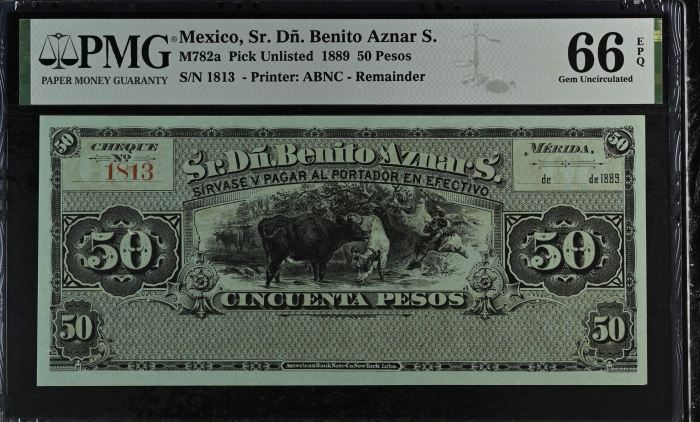 PMG®
PAPER MONEY GUARANTY
Mexico, Sr. Dñ. Benito Aznar S.
M782a Pick Unlisted 1889 50 Pesos
S/N 1813 - Printer: ABNC - Remainder
66 EPQ
Gem Uncirculated
50
50
CHEQUE
No
1813
Sr. Dñ. Benito Aznar S.
SÍRVASE V PAGAR AL PORTADOR EN EFECTIVO
MÉRIDA,
de de 1889.
50
50
CINCUENTA PESOS
50
50
American Bank Note Co. New York Litho.